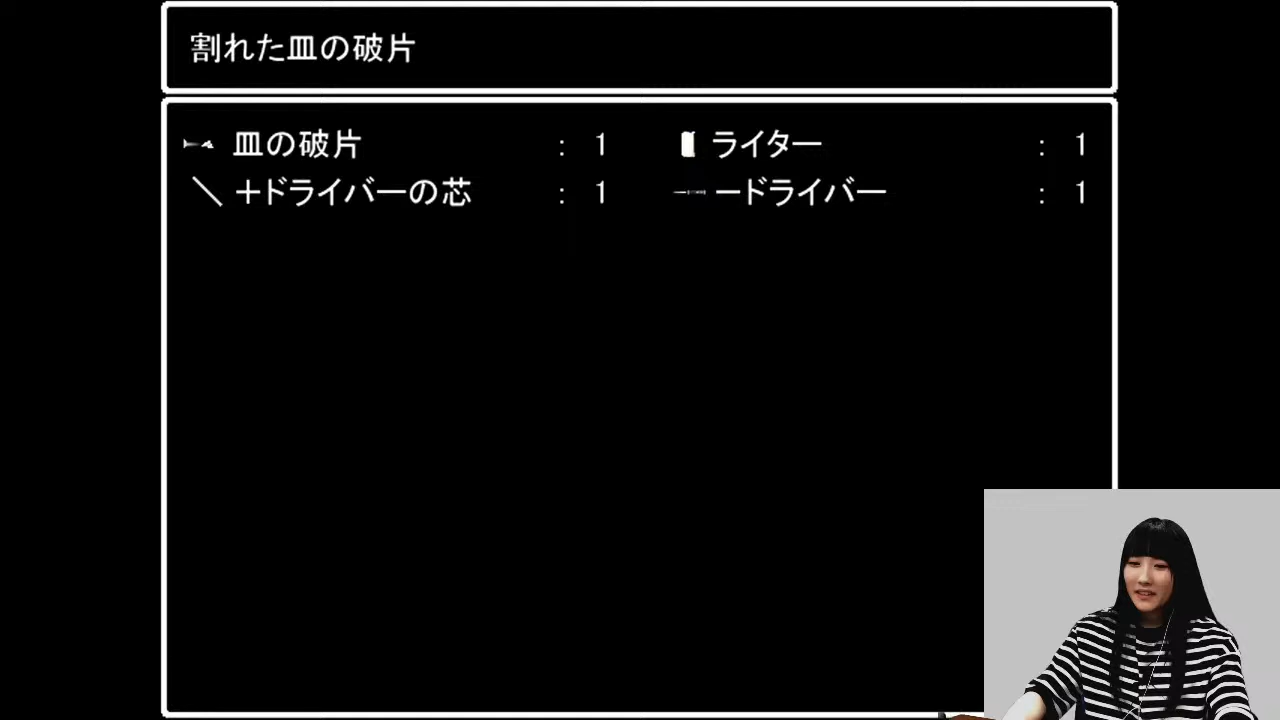 割れた皿の破片
皿の破片 : 1 ライター : 1
＋ドライバーの芯 : 1 －ドライバー : 1